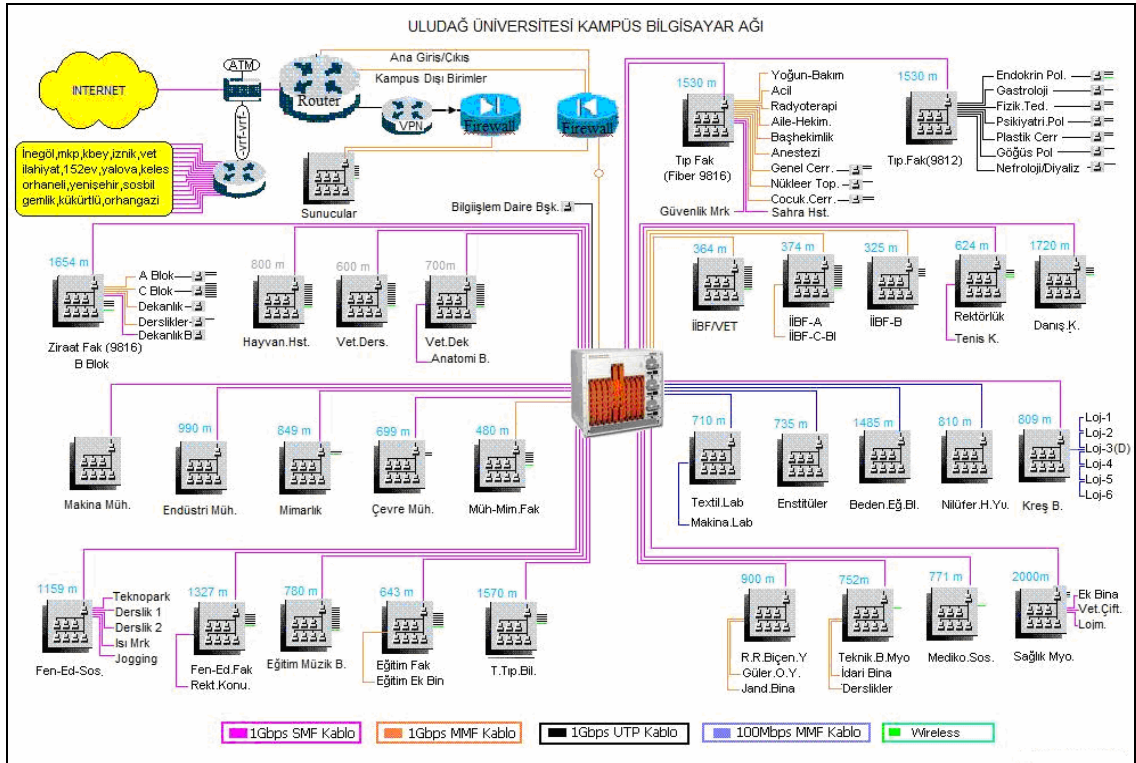 ULUDAĞ ÜNİVERSİTESİ KAMPÜS BİLGİSAYAR AĞI
INTERNET
ATM
Router
-vrf-vrf-
Ana Giriş/Çıkış
Kampus Dışı Birimler
VPN
Firewall
Firewall
İnegöl,mkp,kbey,iznik,vet
ilahiyat,152ev,yalova,keles
orhaneli,yenişehir,sosbil
gemlik,kükürtlü,orhangazi
Sunucular
Bilgiişlem Daire Bşk.
1530 m
Tıp Fak
(Fiber 9816)
Yoğun-Bakım
Acil
Radyoterapi
Aile-Hekim.
Başhekimlik
Anestezi
Genel Cerr.
Nükleer Top.
Cocuk.Cerr.
Güvenlik Mrk
Sahra Hst.
1530 m
Tıp.Fak(9812)
Endokrin Pol.
Gastroloji
Fizik.Ted.
Psikiyatri.Pol
Plastik Cerr
Göğüs Pol
Nefroloji/Diyaliz
1654 m
A Blok
C Blok
Dekanlık
Derslikler
DekanlıkB
Ziraat Fak (9816)
B Blok
800 m
Hayvan.Hst.
600 m
Vet.Ders.
700m
Vet.Dek
Anatomi B.
364 m
İİBF/VET
374 m
İİBF-A
İİBF-C-Bl
325 m
İİBF-B
624 m
Rektörlük
Tenis K.
1720 m
Danış.K.
Makina Müh.
990 m
Endüstri Müh.
849 m
Mimarlık
699 m
Çevre Müh.
480 m
Müh-Mim.Fak
710 m
Textil.Lab
Makina.Lab
735 m
Enstitüler
1485 m
Beden.Eğ.Bl.
810 m
Nilüfer.H.Yu.
809 m
Kreş B.
Loj-1
Loj-2
Loj-3(D)
Loj-4
Loj-5
Loj-6
1159 m
Fen-Ed-Sos.
Teknopark
Derslik 1
Derslik 2
Isı Mrk
Jogging
1327 m
Fen-Ed.Fak
Rekt.Konu.
780 m
Eğitim Müzik B.
643 m
Eğitim Fak
Eğitim Ek Bin
1570 m
T.Tıp.Bil.
900 m
R.R.Biçen.Y
Güler.O.Y.
Jand.Bina
752m
Teknik.B.Myo
İdari Bina
Derslikler
771 m
Mediko.Sos.
2000m
Sağlık Myo.
Ek Bina
Vet.Çift.
Lojm.
1Gbps SMF Kablo
1Gbps MMF Kablo
1Gbps UTP Kablo
100Mbps MMF Kablo
Wireless